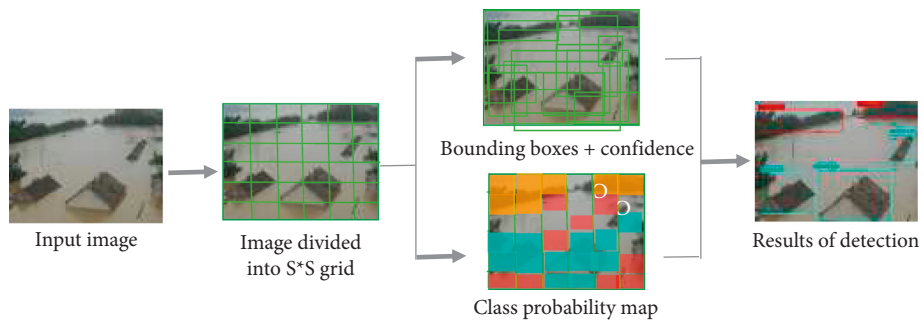 Input image
Image divided
into S*S grid
Bounding boxes + confidence
Class probability map
Results of detection